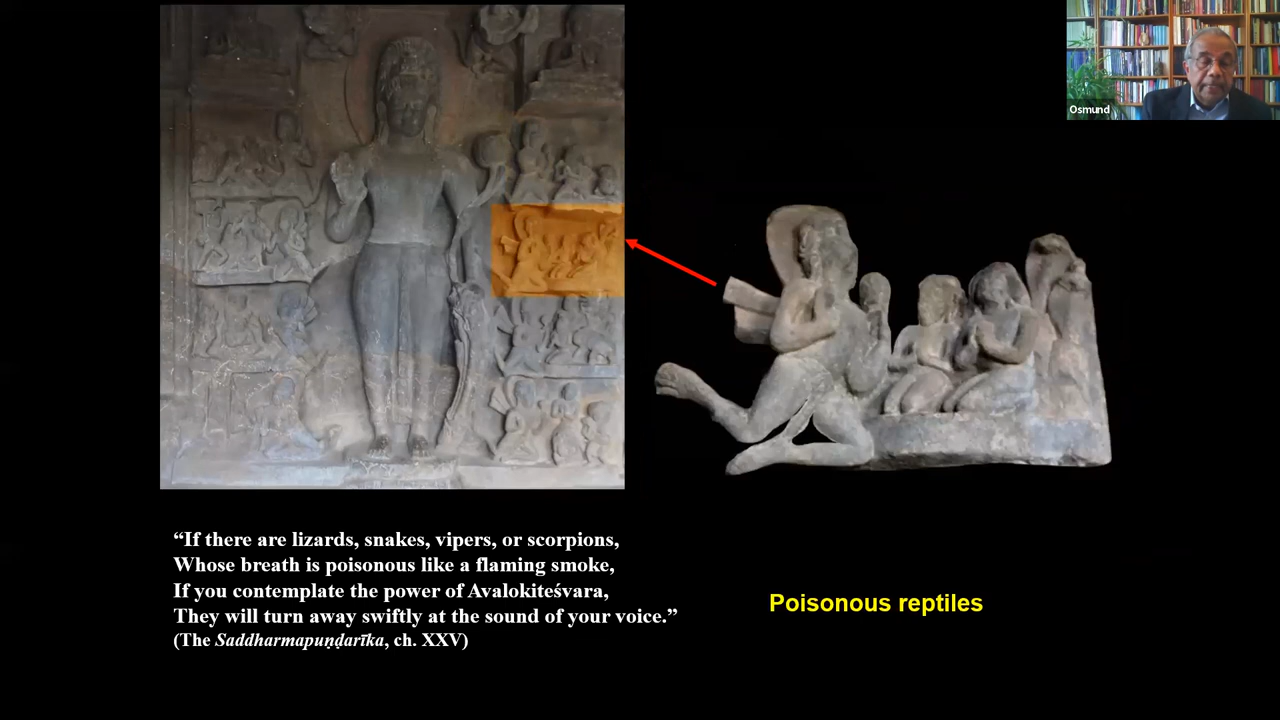 Osmund
“If there are lizards, snakes, vipers, or scorpions,
Whose breath is poisonous like a flaming smoke,
If you contemplate the power of Avalokiteśvara,
They will turn away swiftly at the sound of your voice.”
(The Saddharmapuṇḍarīka, ch. XXV)
Poisonous reptiles